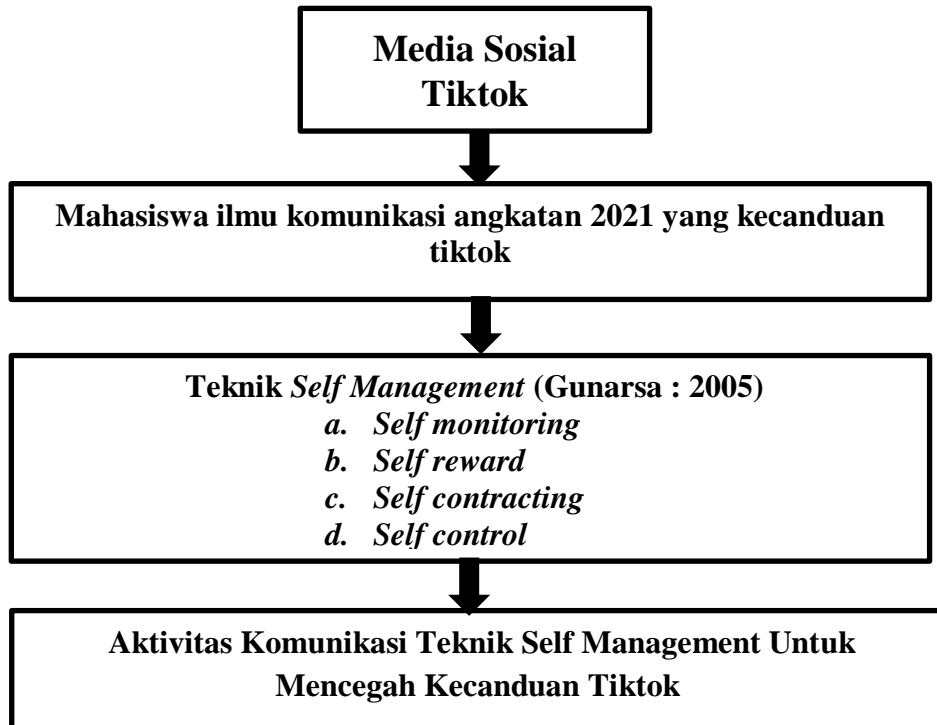 Media Sosial
Tiktok
Mahasiswa ilmu komunikasi angkatan 2021 yang kecanduan
tiktok
Teknik Self Management (Gunarsa : 2005)
a. Self monitoring
b. Self reward
c. Self contracting
d. Self control
Aktivitas Komunikasi Teknik Self Management Untuk
Mencegah Kecanduan Tiktok